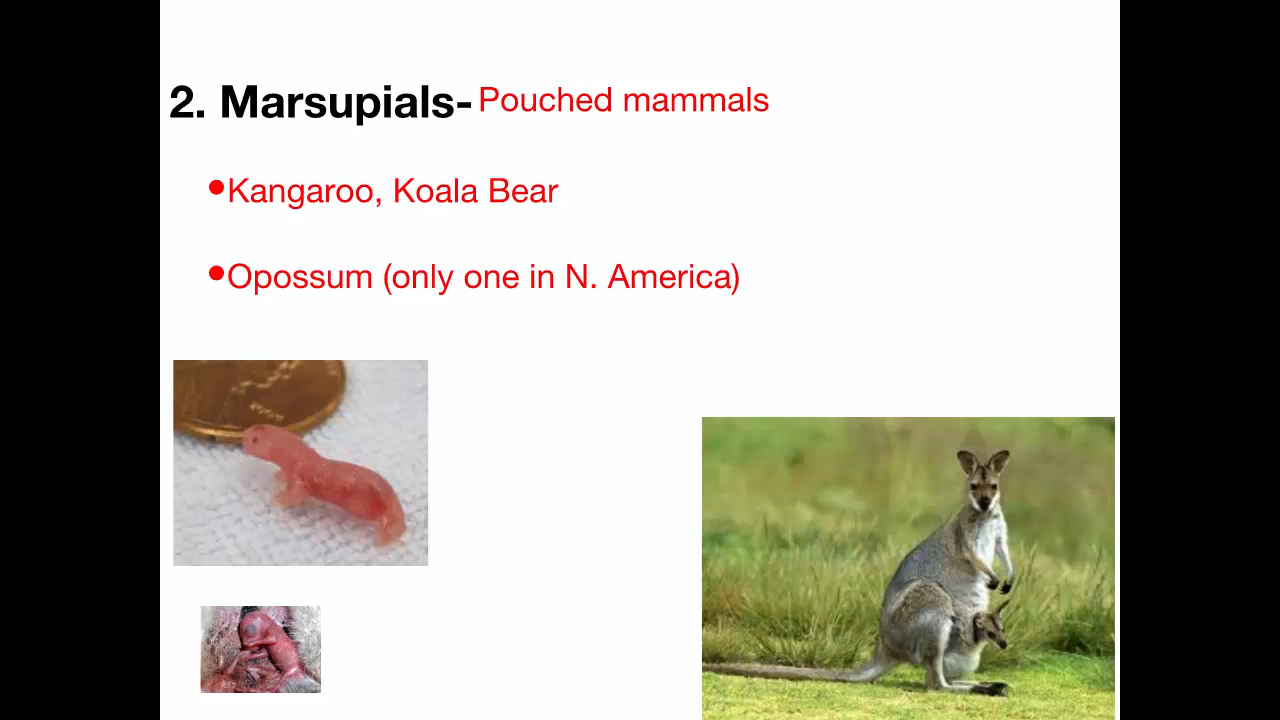 2. Marsupials- Pouched mammals
•Kangaroo, Koala Bear
•Opossum (only one in N. America)